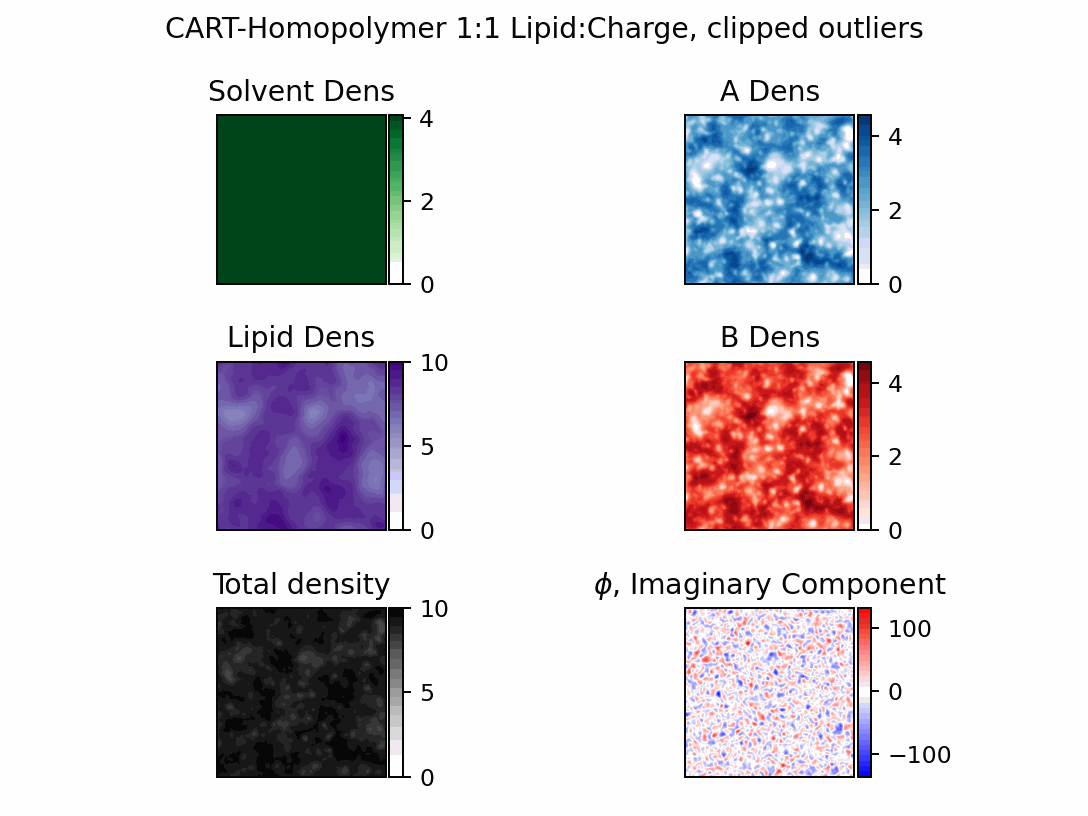 CART-Homopolymer 1:1 Lipid:Charge, clipped outliers
Solvent Dens
4
2
0
A Dens
4
2
0
Lipid Dens
10
5
0
B Dens
4
2
0
Total density
10
5
0
ϕ, Imaginary Component
100
0
−100